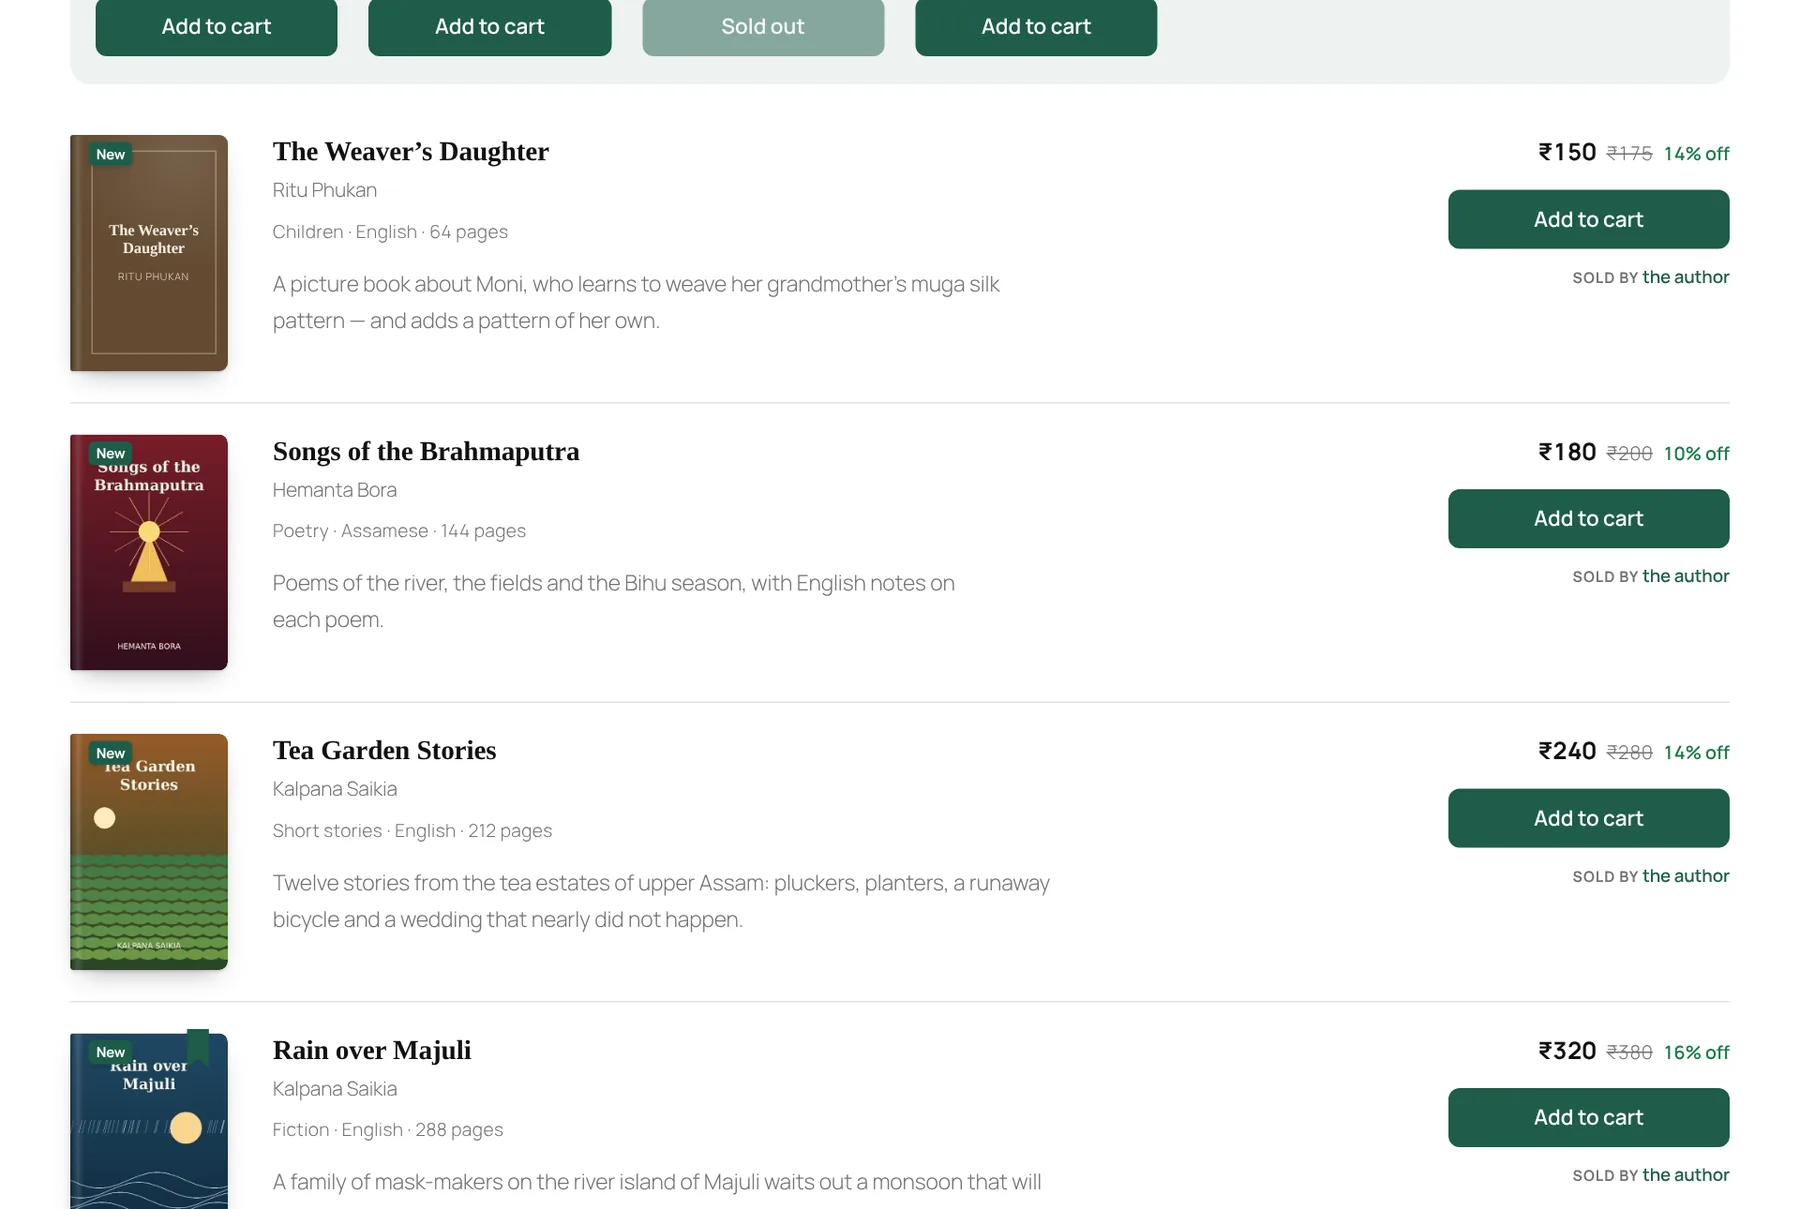 Add to cart
Add to cart
Sold out
Add to cart
New
The Weaver’s
Daughter
RITU PHUKAN
The Weaver’s Daughter
Ritu Phukan
Children · English · 64 pages
A picture book about Moni, who learns to weave her grandmother’s muga silk
pattern — and adds a pattern of her own.
₹150 ₹175 14% off
Add to cart
SOLD BY the author
New
Songs of the
Brahmaputra
HEMANTA BORA
Songs of the Brahmaputra
Hemanta Bora
Poetry · Assamese · 144 pages
Poems of the river, the fields and the Bihu season, with English notes on
each poem.
₹180 ₹200 10% off
Add to cart
SOLD BY the author
New
Tea Garden
Stories
KALPANA SAIKIA
Tea Garden Stories
Kalpana Saikia
Short stories · English · 212 pages
Twelve stories from the tea estates of upper Assam: pluckers, planters, a runaway
bicycle and a wedding that nearly did not happen.
₹240 ₹280 14% off
Add to cart
SOLD BY the author
New
Rain over
Majuli
Rain over Majuli
Kalpana Saikia
Fiction · English · 288 pages
A family of mask-makers on the river island of Majuli waits out a monsoon that will
₹320 ₹380 16% off
Add to cart
SOLD BY the author